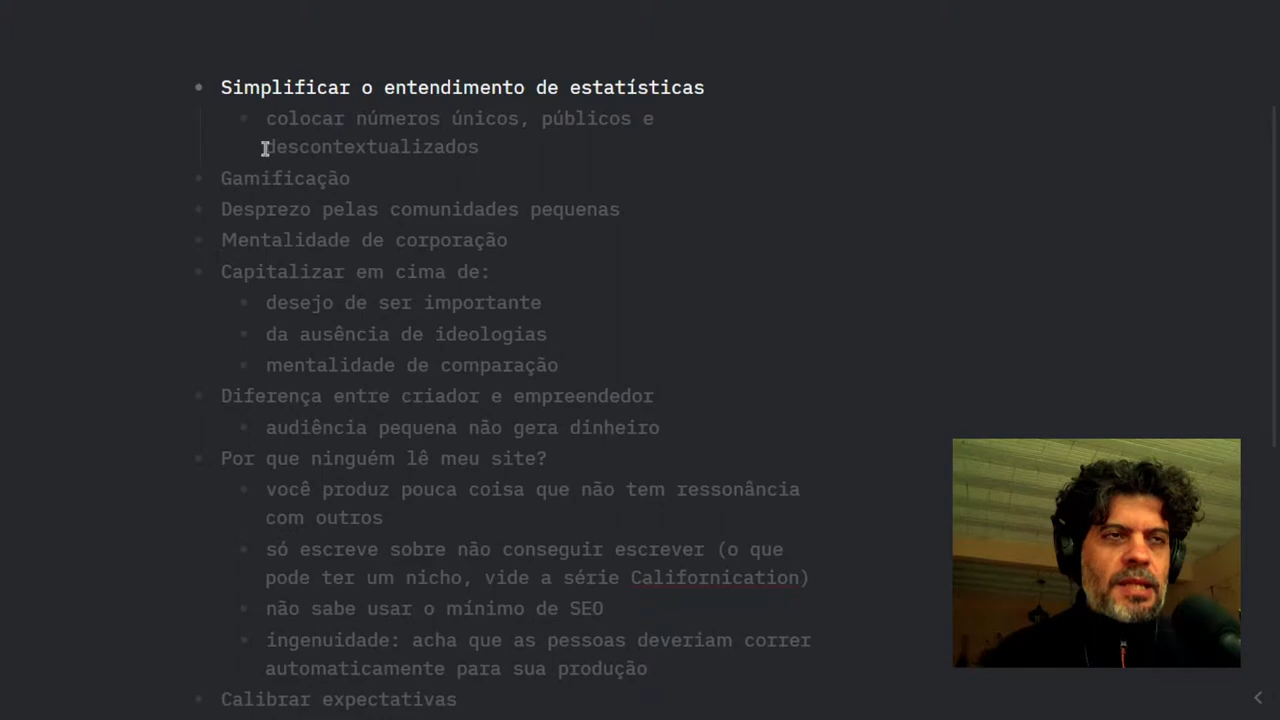 Simplificar o entendimento de estatísticas
colocar números únicos, públicos e
descontextualizados
Gamificação
Desprezo pelas comunidades pequenas
Mentalidade de corporação
Capitalizar em cima de:
desejo de ser importante
da ausência de ideologias
mentalidade de comparação
Diferença entre criador e empreendedor
audiência pequena não gera dinheiro
Por que ninguém lê meu site?
você produz pouca coisa que não tem ressonância
com outros
só escreve sobre não conseguir escrever (o que
pode ter um nicho, vide a série Californication)
não sabe usar o mínimo de SEO
ingenuidade: acha que as pessoas deveriam correr
automaticamente para sua produção
Calibrar expectativas